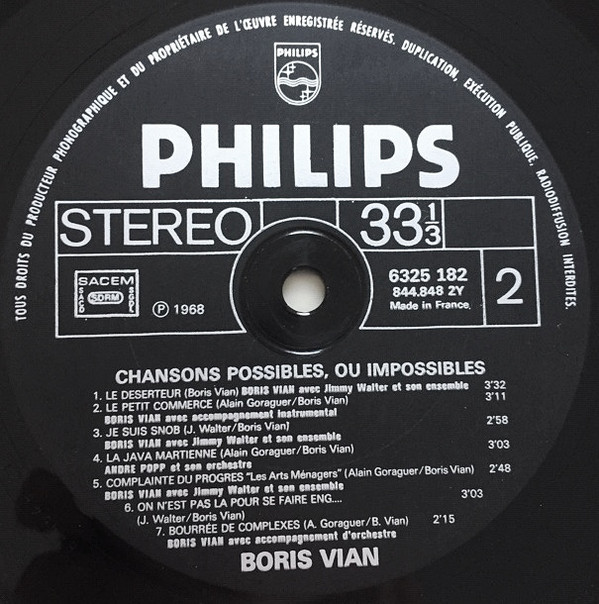 TOUS DROITS DU PRODUCTEUR PHONOGRAPHIQUE ET DU PROPRIÉTAIRE DE L'ŒUVRE ENREGISTRÉE RÉSERVÉS. DUPLICATION, EXÉCUTION PUBLIQUE, RADIODIFFUSION INTERDITES.
PHILIPS
PHILIPS
STEREO 33 1/3
SACEM
SACD SDRM SGDL
℗ 1968
6325 182
844.848 2Y
Made in France
2
CHANSONS POSSIBLES, OU IMPOSSIBLES
1. LE DESERTEUR (Boris Vian) BORIS VIAN avec Jimmy Walter et son ensemble 3'32
2. LE PETIT COMMERCE (Alain Goraguer/Boris Vian) 3'11
BORIS VIAN avec accompagnement instrumental
3. JE SUIS SNOB (J. Walter/Boris Vian) 2'58
BORIS VIAN avec Jimmy Walter et son ensemble
4. LA JAVA MARTIENNE (Alain Goraguer/Boris Vian) 3'03
ANDRE POPP et son orchestre
5. COMPLAINTE DU PROGRES "Les Arts Ménagers" (Alain Goraguer/Boris Vian) 2'48
BORIS VIAN avec Jimmy Walter et son ensemble
6. ON N'EST PAS LA POUR SE FAIRE ENG.... 3'03
(J. Walter/Boris Vian)
7. BOURRÉE DE COMPLEXES (A. Goraguer/B. Vian) 2'15
BORIS VIAN avec accompagnement d'orchestre
BORIS VIAN